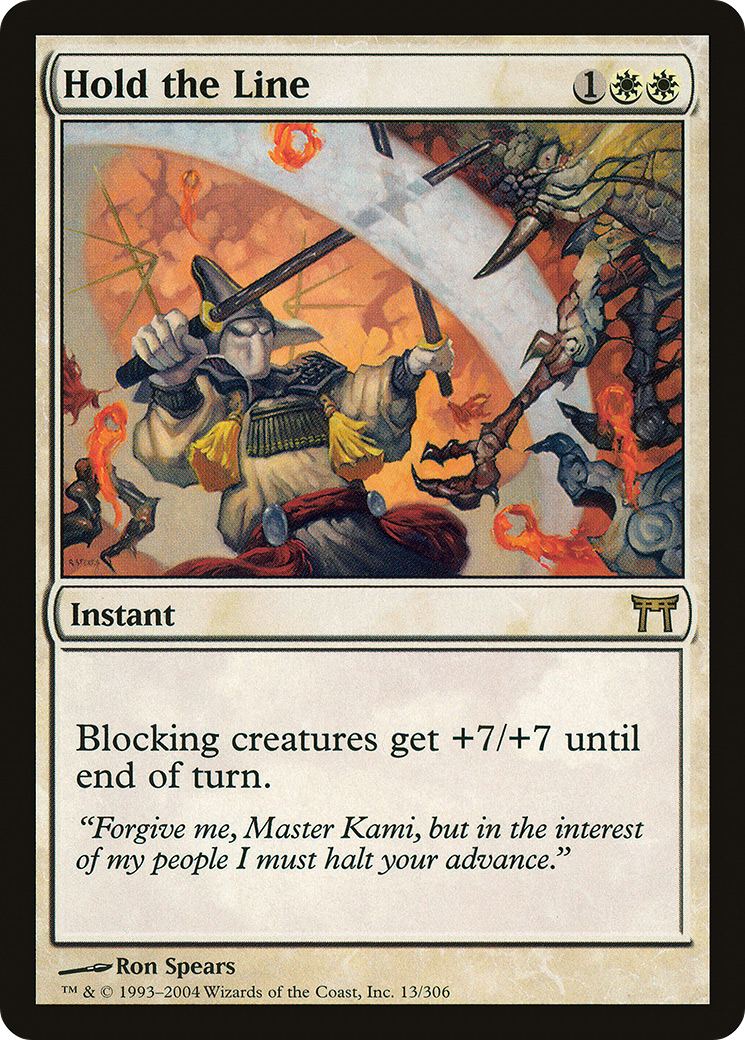 Hold the Line
1
Instant
Blocking creatures get +7/+7 until
end of turn.
“Forgive me, Master Kami, but in the interest
of my people I must halt your advance.”
Ron Spears
™ & © 1993–2004 Wizards of the Coast, Inc. 13/306